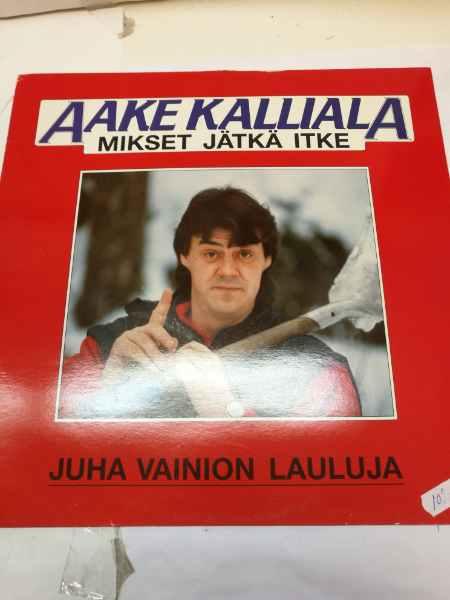 AAKE KALLIALA
MIKSET JÄTKÄ ITKE
JUHA VAINION LAULUJA
10: